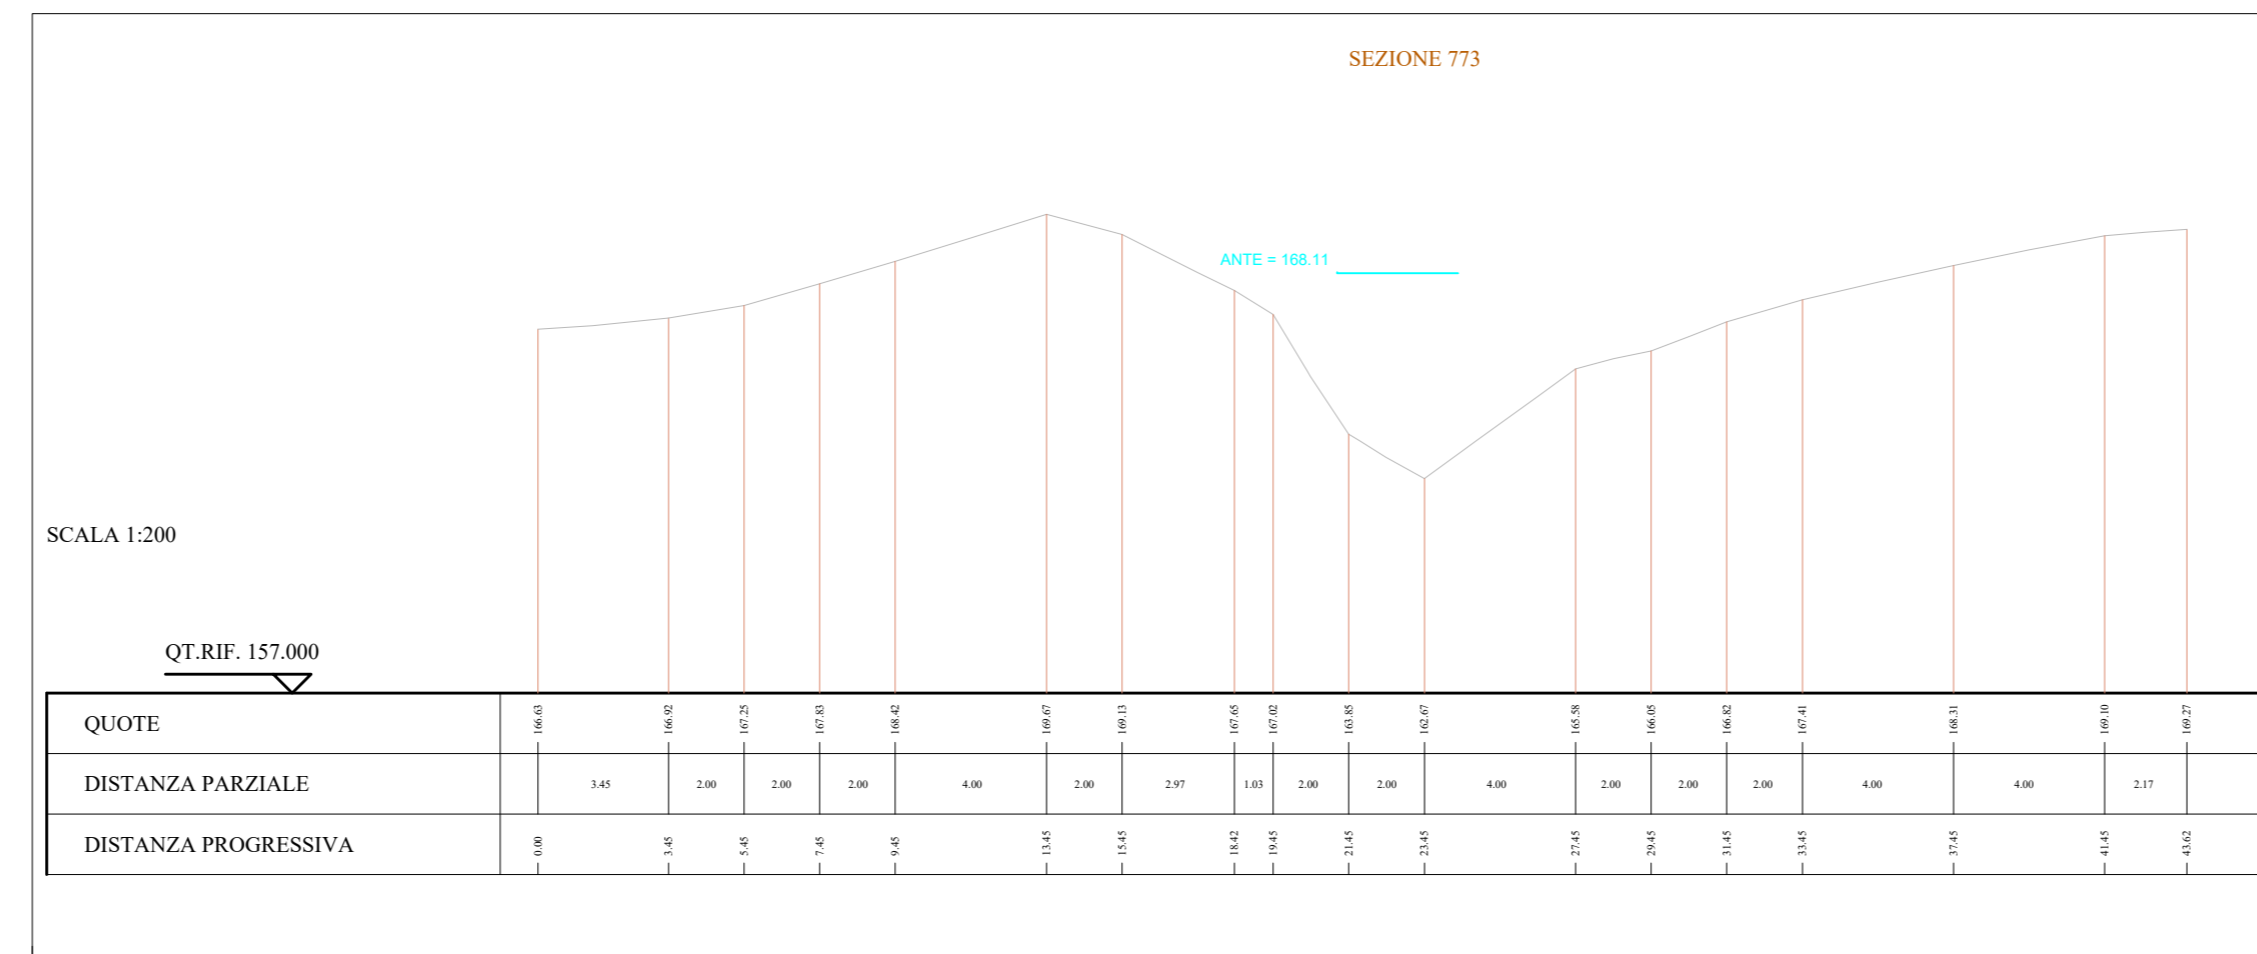 SEZIONE 773
ANTE = 168.11
SCALA 1:200
QT.RIF. 157.000
QUOTE 166.63 166.92 167.25 167.83 168.42 169.67 169.13 167.65 167.02 163.85 162.67 165.58 166.05 166.82 167.41 168.31 169.10 169.27
DISTANZA PARZIALE 3.45 2.00 2.00 2.00 4.00 2.00 2.97 1.03 2.00 2.00 4.00 2.00 2.00 2.00 4.00 4.00 2.17
DISTANZA PROGRESSIVA 0.00 3.45 5.45 7.45 9.45 13.45 15.45 18.42 19.45 21.45 23.45 27.45 29.45 31.45 33.45 37.45 41.45 43.62